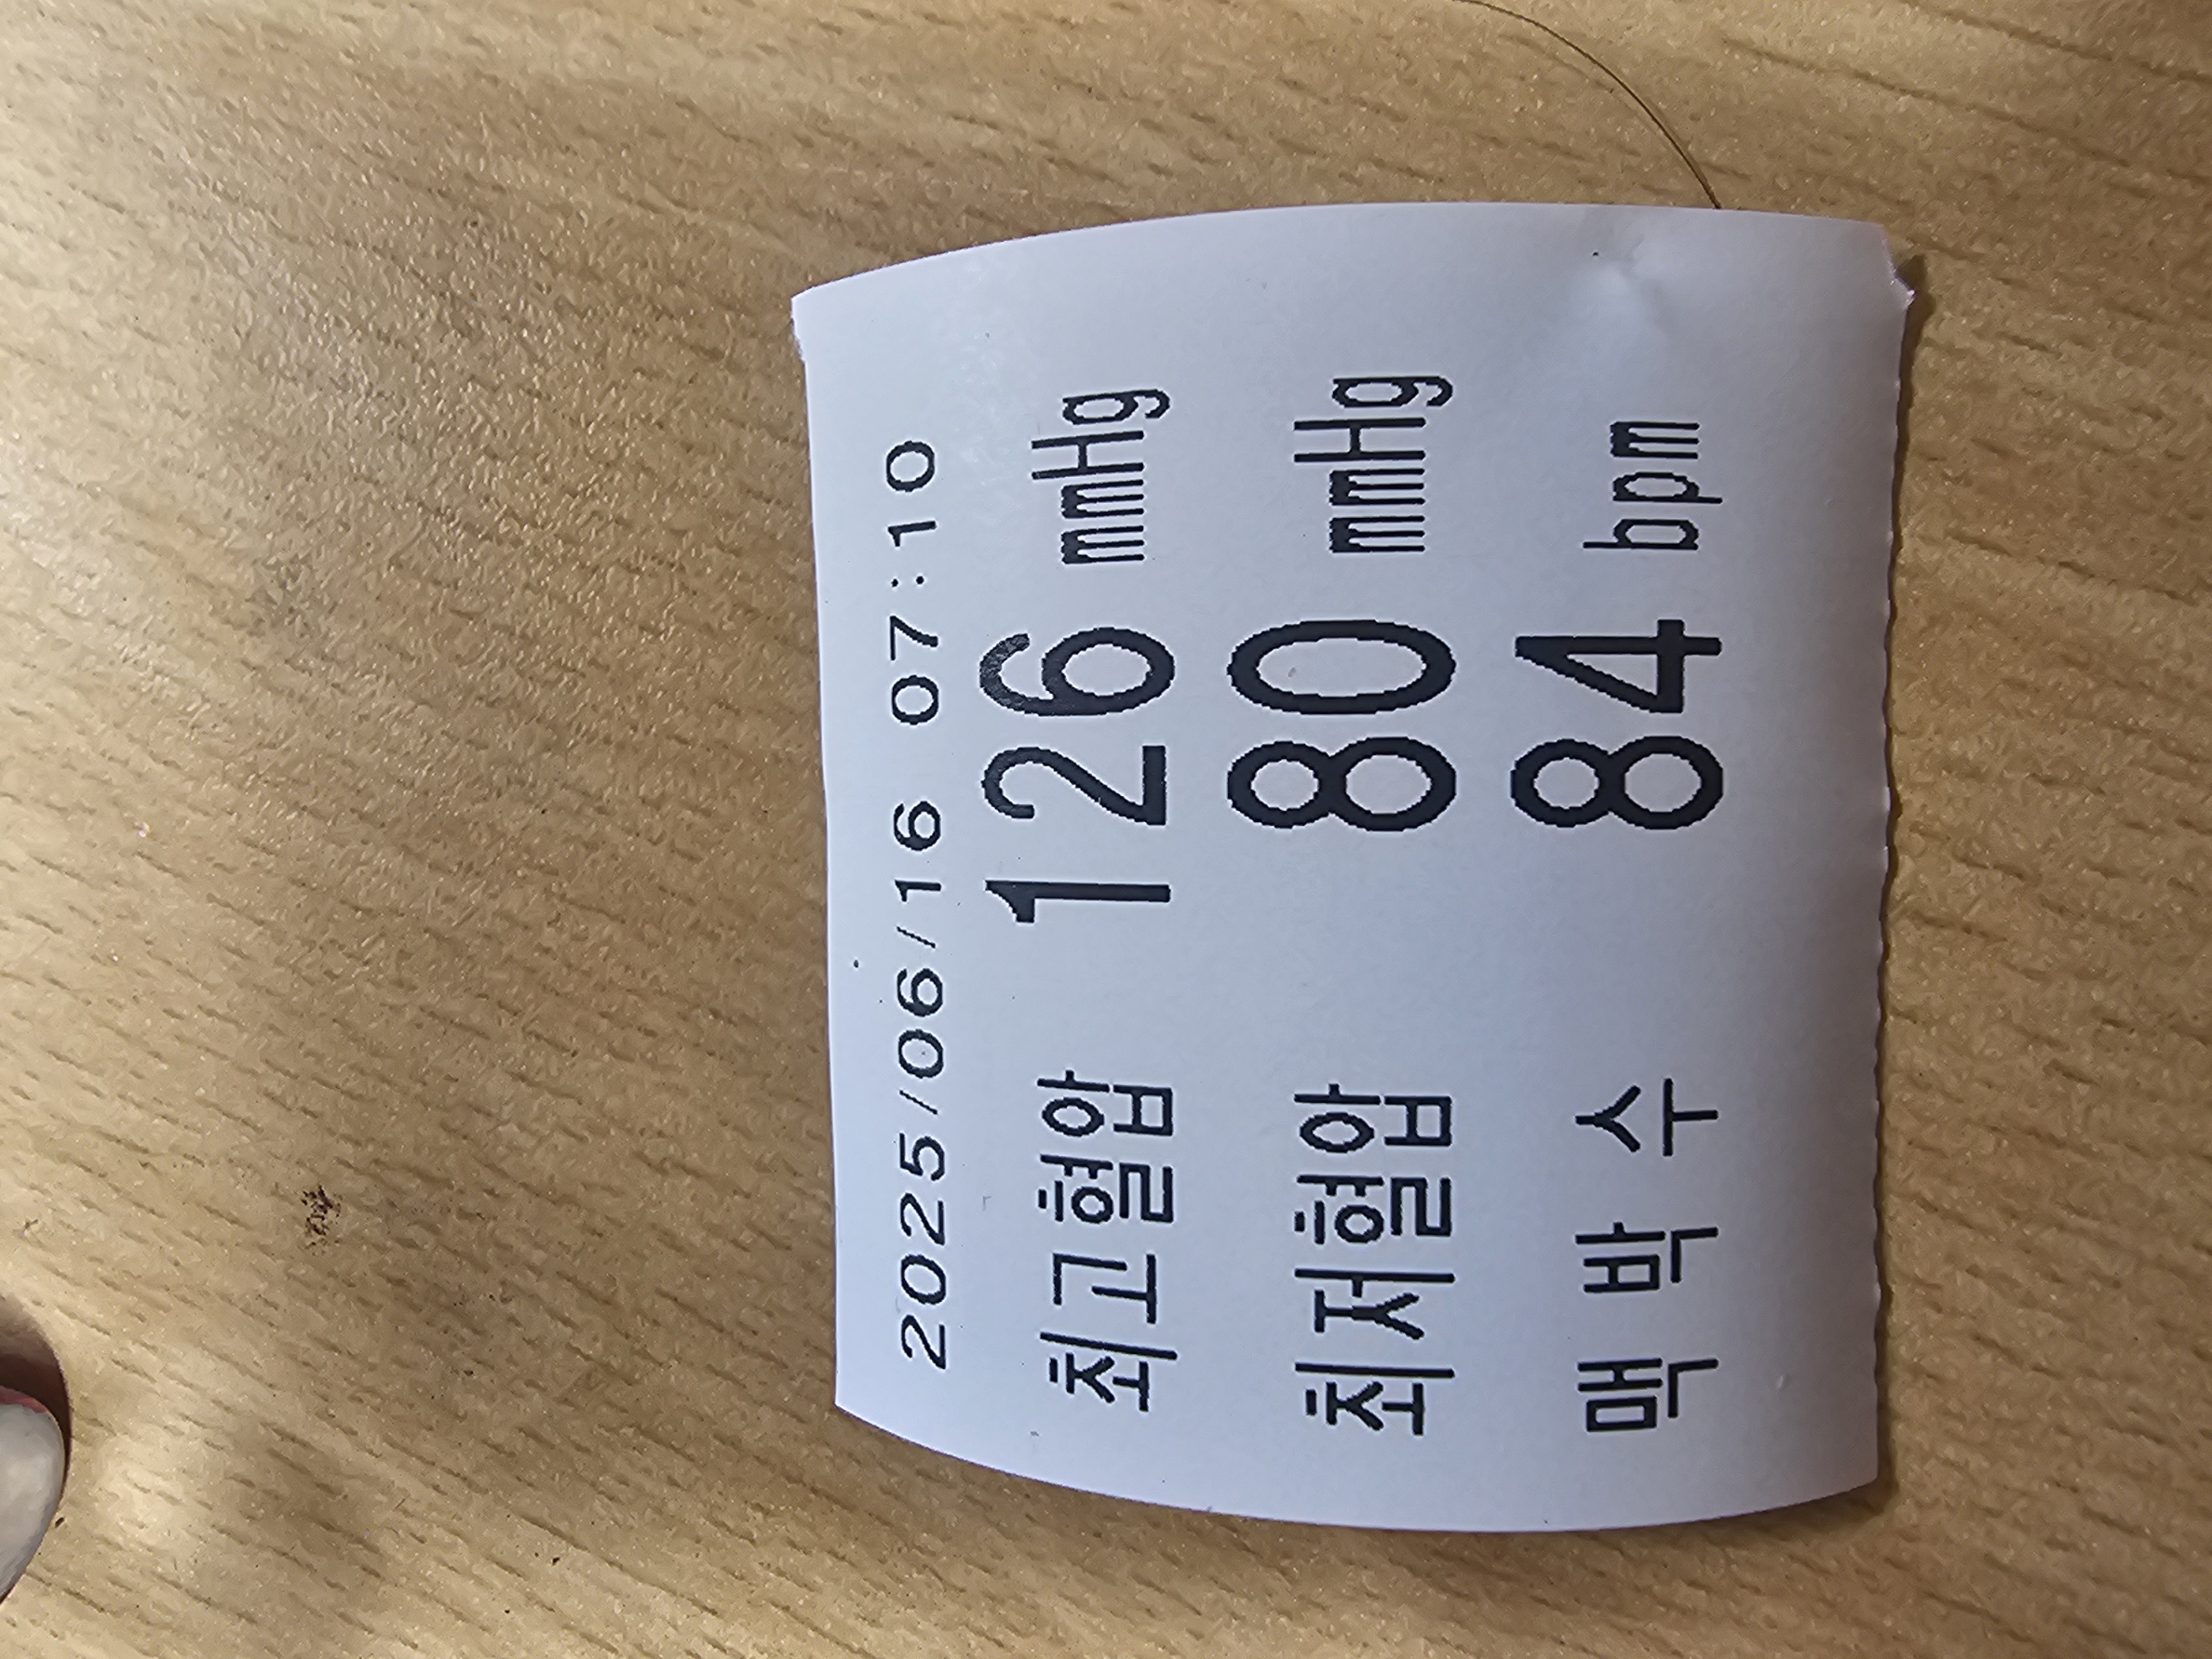 2025/06/16 07:10
최고혈압 126 mmHg
최저혈압 80 mmHg
맥 박 수 84 bpm